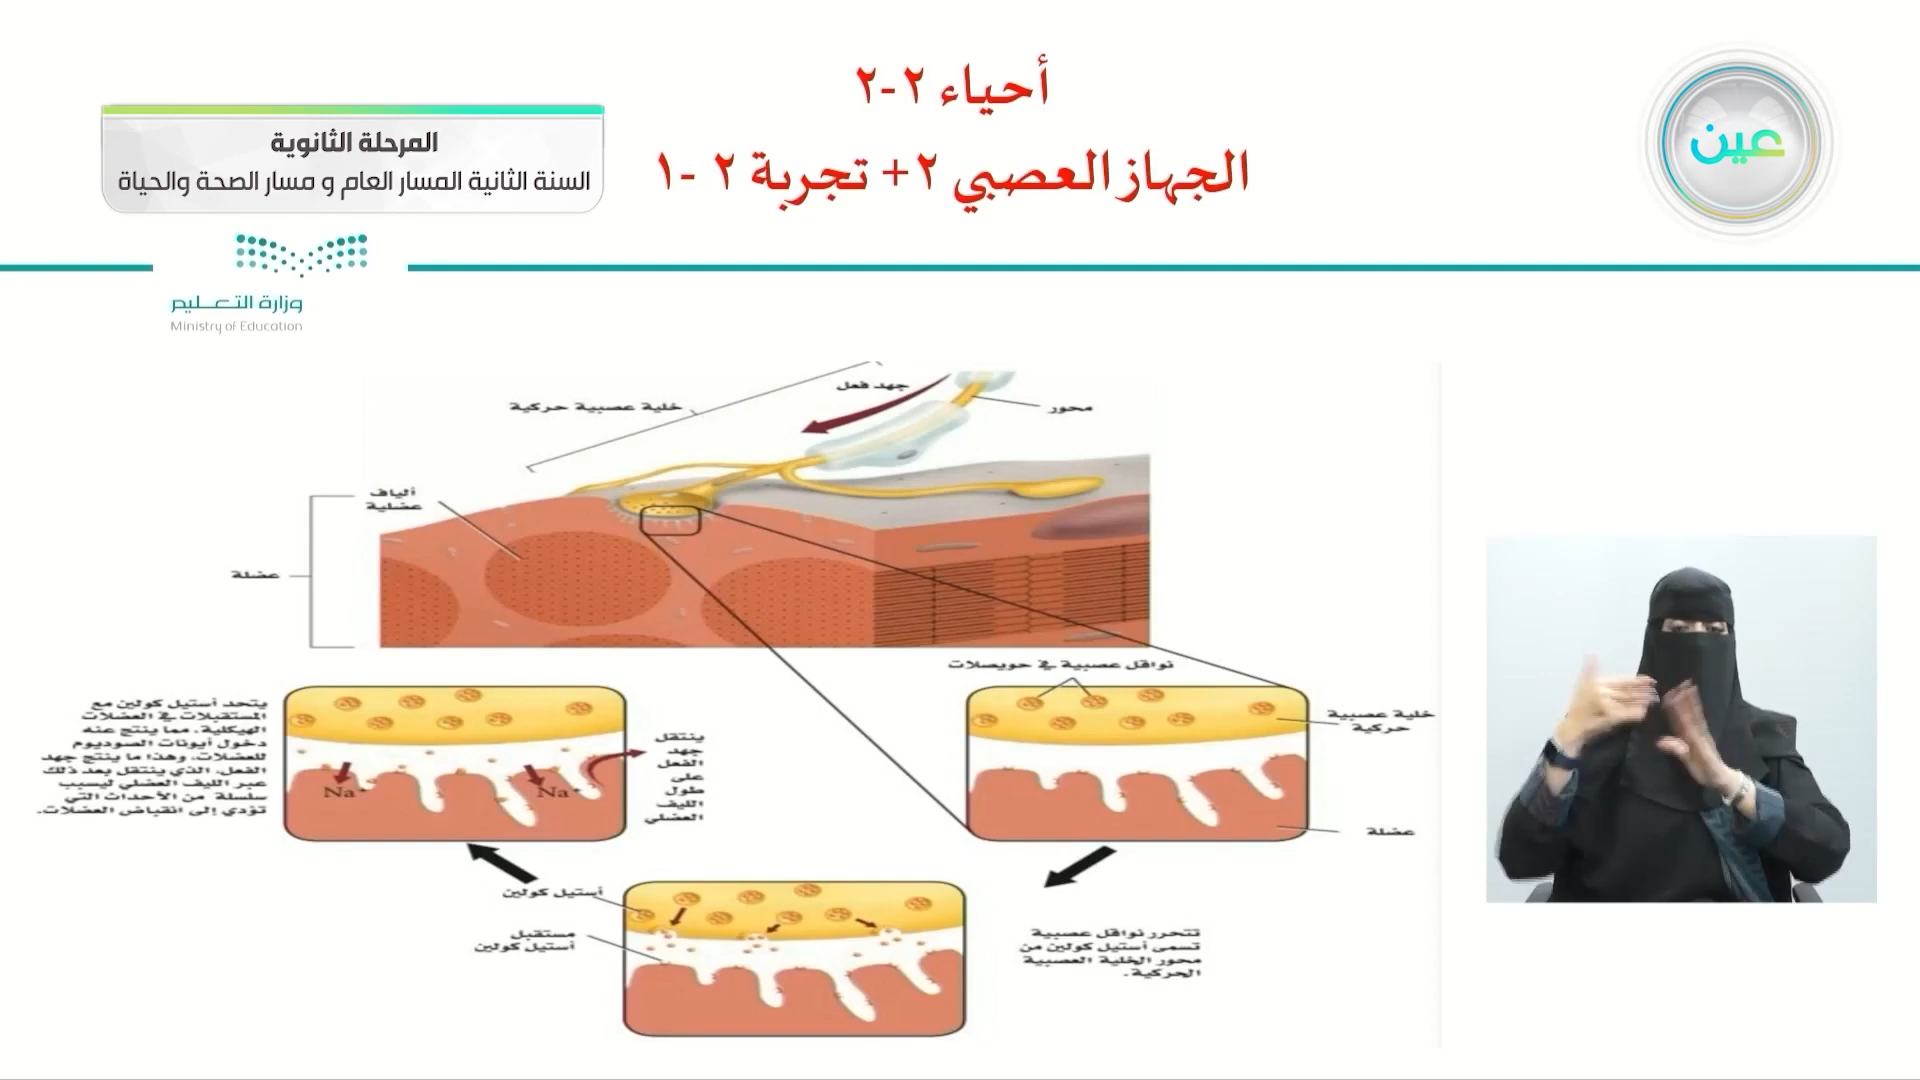 أحياء ٢-٢
الجهاز العصبي ٢+ تجربة ٢ -١
المرحلة الثانوية
السنة الثانية المسار العام و مسار الصحة والحياة
عين
وزارة التعليم
Ministry of Education
جهد فعل
خلية عصبية حركية
محور
ألياف
عضلية
عضلة
نواقل عصبية في حويصلات
خلية عصبية
حركية
عضلة
تتحرر نواقل عصبية
تسمى أستيل كولين من
محور الخلية العصبية
الحركية.
أستيل كولين
مستقبل
أستيل كولين
ينتقل
جهد
الفعل
على
طول
الليف
العضلي
Na+
Na+
يتحد أستيل كولين مع
المستقبلات في العضلات
الهيكلية، مما ينتج عنه
دخول أيونات الصوديوم
للعضلات، وهذا ما ينتج جهد
الفعل، الذي ينتقل بعد ذلك
عبر الليف العضلي ليسبب
سلسلة من الأحداث التي
تؤدي إلى انقباض العضلات.